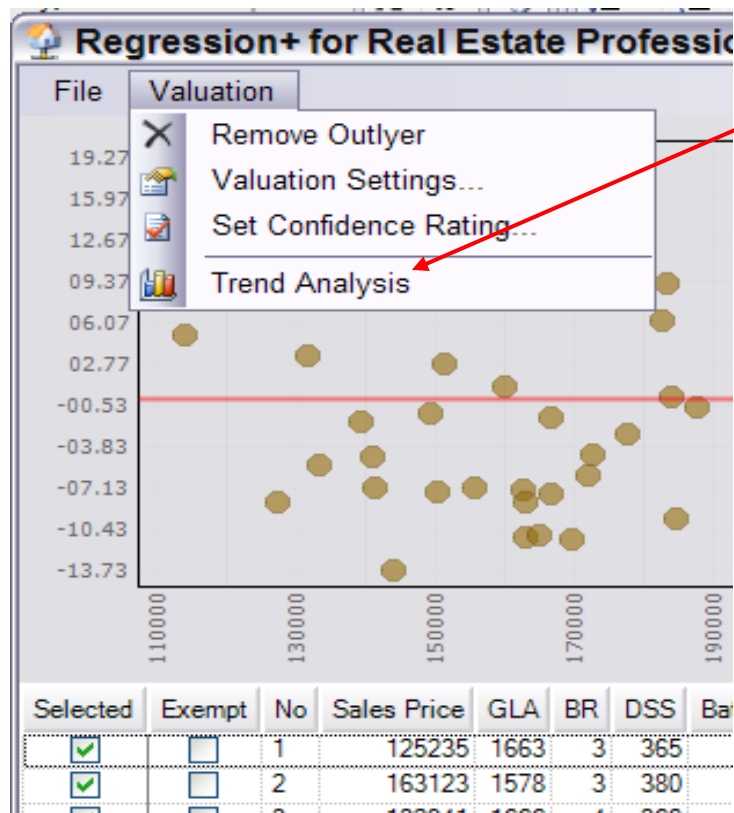 Regression+ for Real Estate Professio
File Valuation
Remove Outlyer
Valuation Settings...
Set Confidence Rating...
Trend Analysis
19.27
15.97
12.67
09.37
06.07
02.77
-00.53
-03.83
-07.13
-10.43
-13.73
110000 130000 150000 170000 190000
Selected Exempt No Sales Price GLA BR DSS Bat
1 125235 1663 3 365
2 163123 1578 3 380